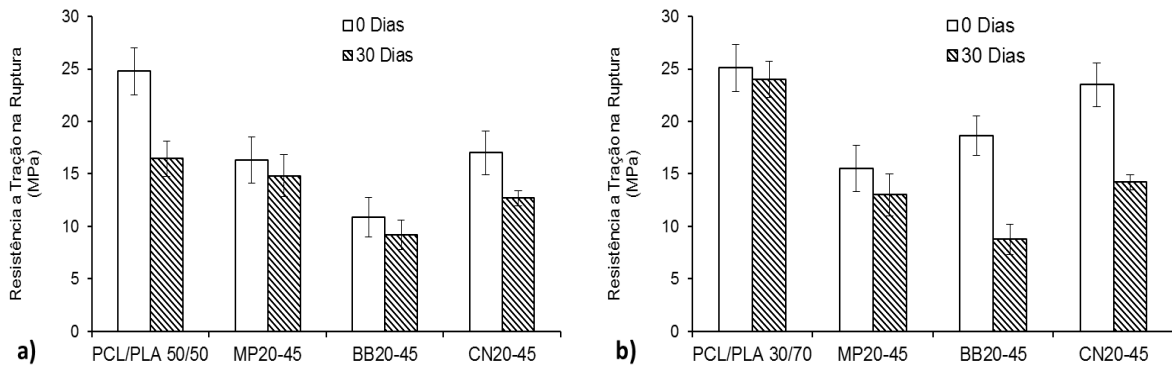 Resistência a Tração na Ruptura
(MPa)
30
25
20
15
10
5
0
0 Dias
30 Dias
PCL/PLA 50/50 MP20-45 BB20-45 CN20-45
a)
Resistência a Tração na Ruptura
(MPa)
30
25
20
15
10
5
0
0 Dias
30 Dias
PCL/PLA 30/70 MP20-45 BB20-45 CN20-45
b)